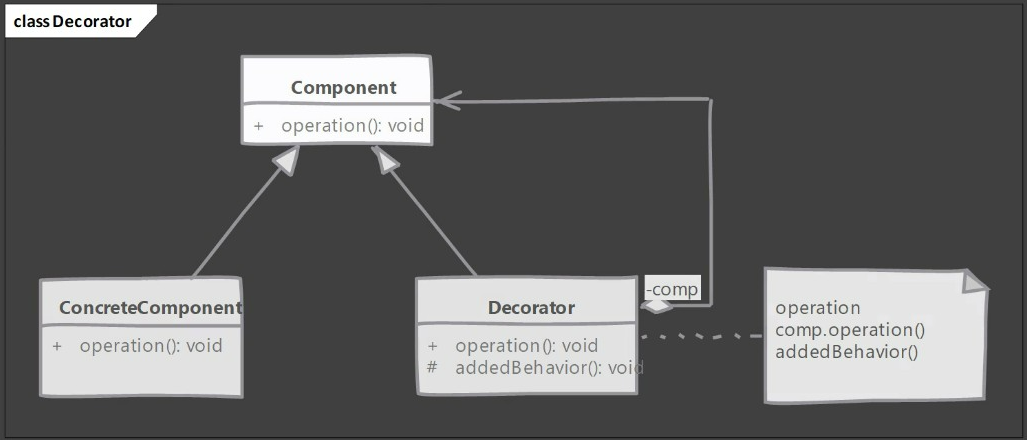 class Decorator
Component
+ operation(): void
-comp
ConcreteComponent
+ operation(): void
Decorator
+ operation(): void
# addedBehavior(): void
operation
comp.operation()
addedBehavior()